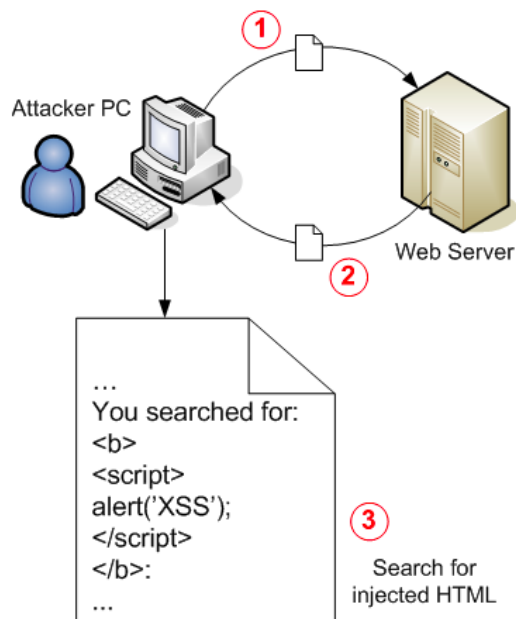 1
Attacker PC
Web Server
2
...
You searched for:
<b>
<script>
alert('XSS');
</script>
</b>:
...
3
Search for
injected HTML